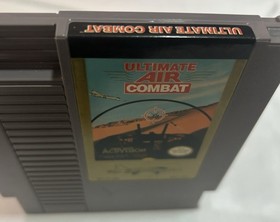 ULTIMATE AIR COMBAT
ULTIMATE
AIR
COMBAT
ACTIVISION